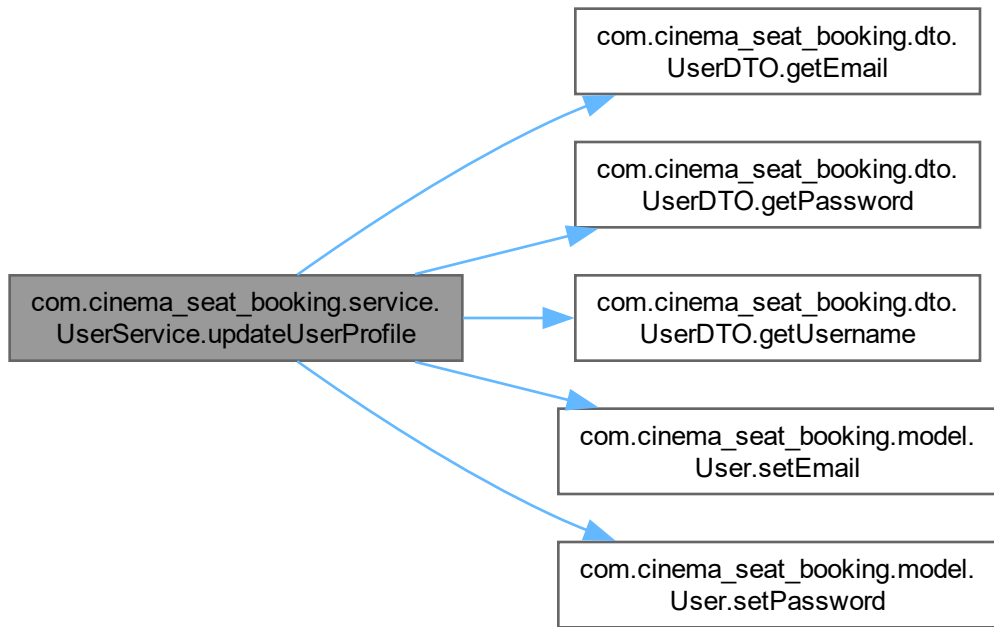 com.cinema_seat_booking.dto.
UserDTO.getEmail
com.cinema_seat_booking.dto.
UserDTO.getPassword
com.cinema_seat_booking.service.
UserService.updateUserProfile
com.cinema_seat_booking.dto.
UserDTO.getUsername
com.cinema_seat_booking.model.
User.setEmail
com.cinema_seat_booking.model.
User.setPassword